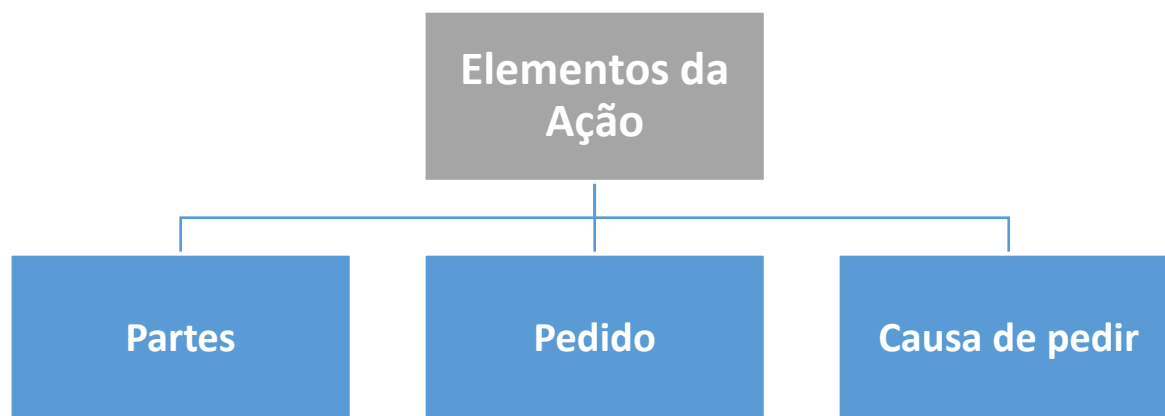 Elementos da
Ação
Partes
Pedido
Causa de pedir